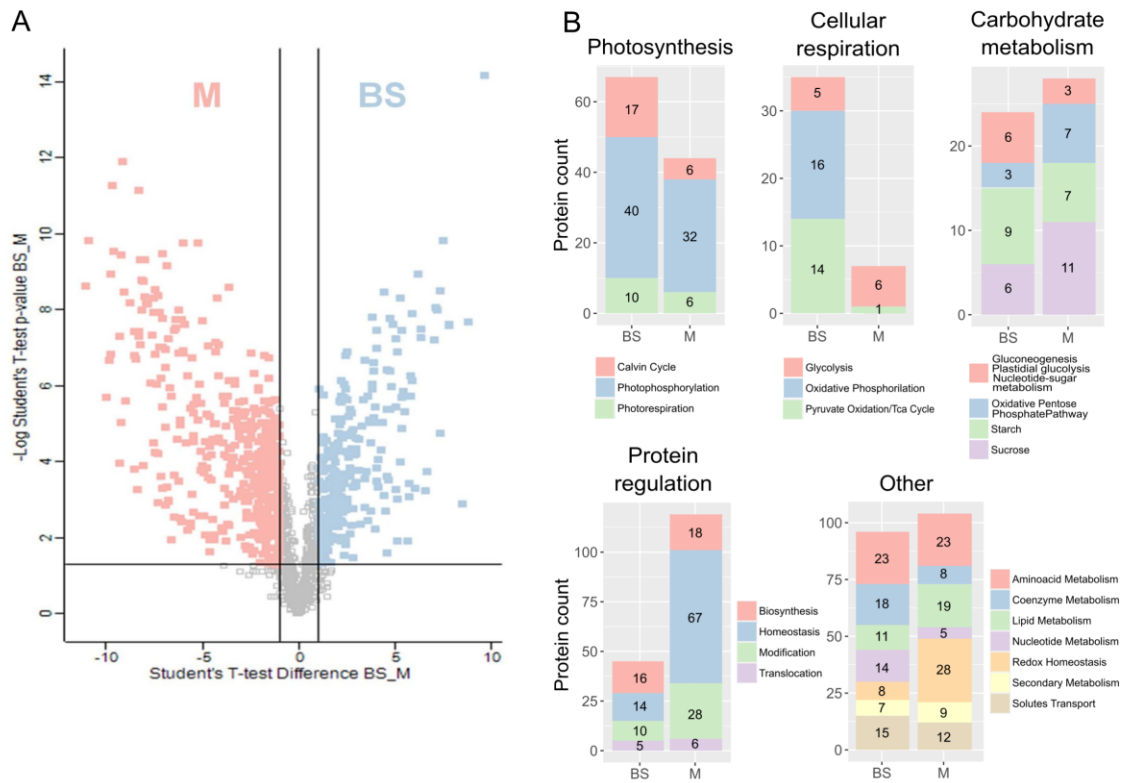 A
M
BS
14
12
10
8
6
4
2
0
-Log Student's T-test p-value BS_M
-10
-5
0
5
10
Student's T-test Difference BS_M
B
Photosynthesis
Protein count
60
40
20
0
17
40
10
6
32
6
BS
M
Calvin Cycle
Photophosphorylation
Photorespiration
Cellular
respiration
30
20
10
0
5
16
14
6
1
BS
M
Glycolysis
Oxidative Phosphorilation
Pyruvate Oxidation/Tca Cycle
Carbohydrate
metabolism
20
10
0
6
3
9
6
3
7
7
11
BS
M
Gluconeogenesis
Plastidial glucolysis
Nucleotide-sugar
metabolism
Oxidative Pentose
PhosphatePathway
Starch
Sucrose
Protein
regulation
Protein count
100
75
50
25
0
16
14
10
5
18
67
28
6
BS
M
Biosynthesis
Homeostasis
Modification
Translocation
Other
100
75
50
25
0
23
18
11
14
8
7
15
23
8
19
5
28
9
12
BS
M
Aminoacid Metabolism
Coenzyme Metabolism
Lipid Metabolism
Nucleotide Metabolism
Redox Homeostasis
Secondary Metabolism
Solutes Transport